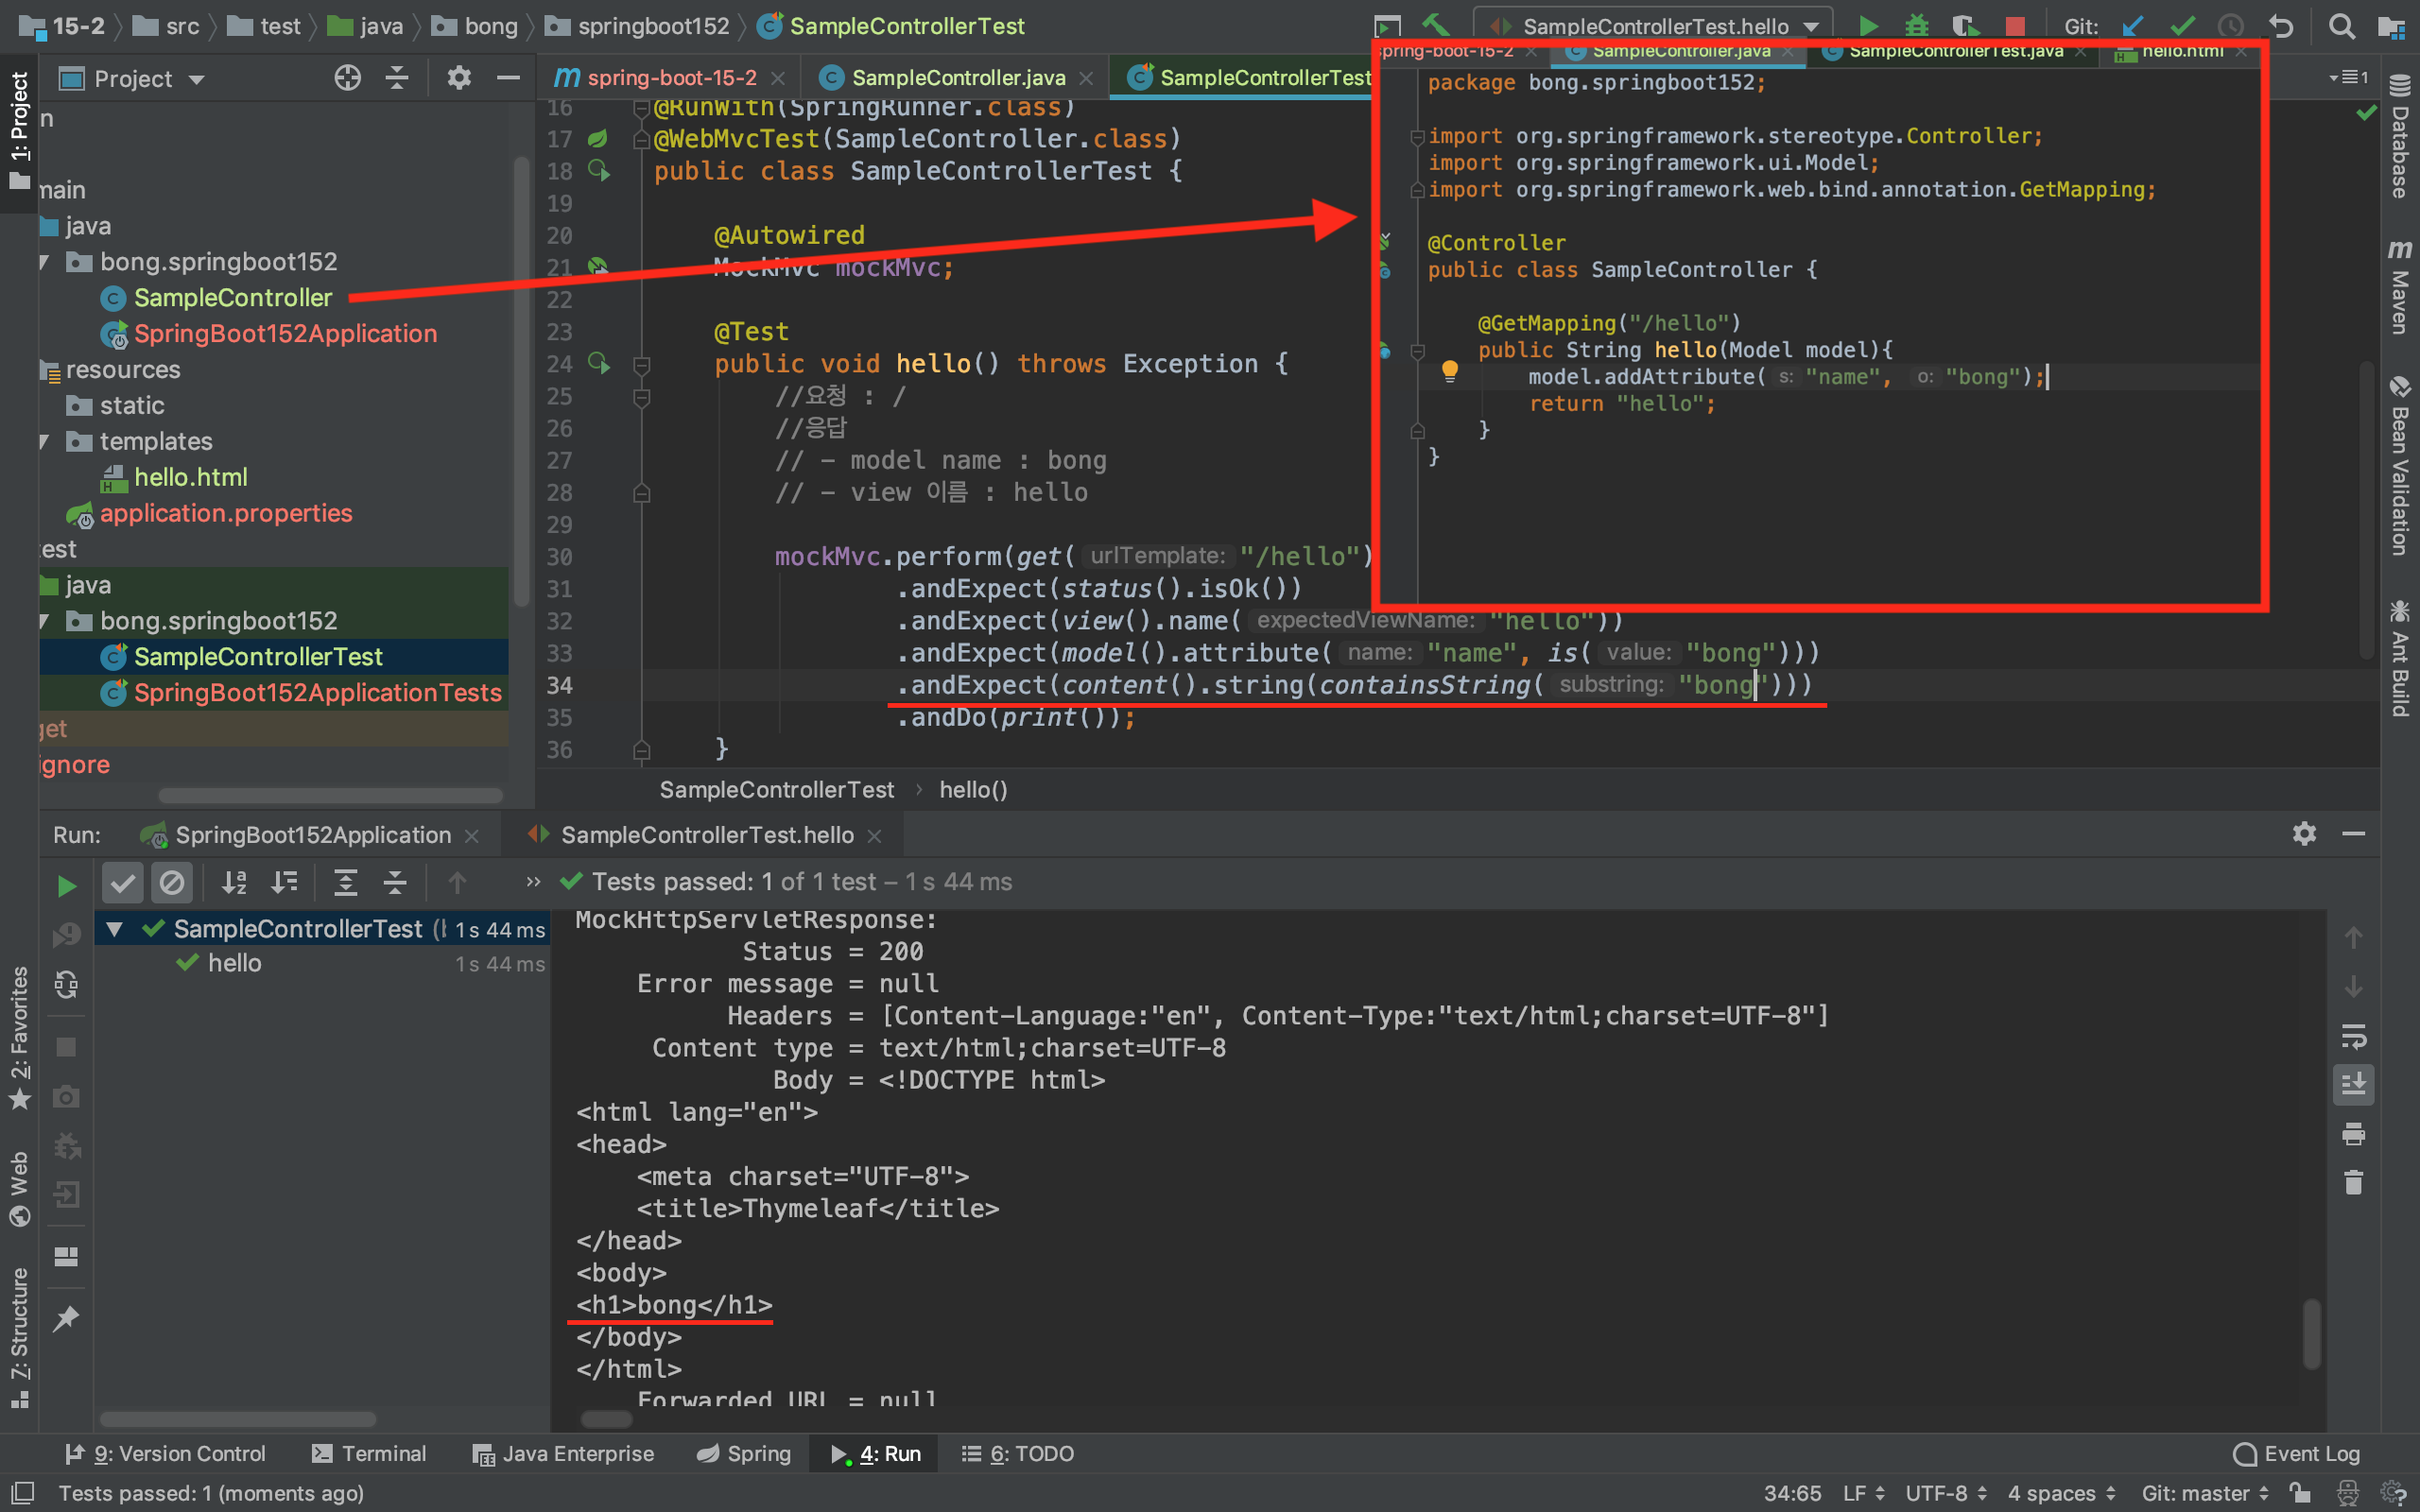 15-2 src test java bong springboot152 SampleControllerTest
SampleControllerTest.hello Git:
1: Project
Project
spring-boot-15-2 SampleController.java SampleControllerTest
SampleController.java SampleControllerTest.java hello.html
1
main
java
bong.springboot152
SampleController
SpringBoot152Application
resources
static
templates
hello.html
application.properties
java
bong.springboot152
SampleControllerTest
SpringBoot152ApplicationTests
16 @RunWith(SpringRunner.class)
17 @WebMvcTest(SampleController.class)
18 public class SampleControllerTest {
19
20 @Autowired
21 MockMvc mockMvc;
22
23 @Test
24 public void hello() throws Exception {
25 //요청 : /
26 //응답
27 // - model name : bong
28 // - view 이름 : hello
29
30 mockMvc.perform(get( urlTemplate: "/hello")
31 .andExpect(status().isOk())
32 .andExpect(view().name( expectedViewName: "hello"))
33 .andExpect(model().attribute( name: "name", is( value: "bong")))
34 .andExpect(content().string(containsString( substring: "bong")))
35 .andDo(print());
36 }
package bong.springboot152;
import org.springframework.stereotype.Controller;
import org.springframework.ui.Model;
import org.springframework.web.bind.annotation.GetMapping;
@Controller
public class SampleController {
@GetMapping("/hello")
public String hello(Model model){
model.addAttribute( s: "name", o: "bong");
return "hello";
}
}
Database
Maven
Bean Validation
Ant Build
SampleControllerTest › hello()
Run: SpringBoot152Application SampleControllerTest.hello
» Tests passed: 1 of 1 test – 1 s 44 ms
SampleControllerTest 1 s 44 ms
hello 1 s 44 ms
MockHttpServletResponse:
Status = 200
Error message = null
Headers = [Content-Language:"en", Content-Type:"text/html;charset=UTF-8"]
Content type = text/html;charset=UTF-8
Body = <!DOCTYPE html>
<html lang="en">
<head>
<meta charset="UTF-8">
<title>Thymeleaf</title>
</head>
<body>
<h1>bong</h1>
</body>
</html>
Forwarded URL = null
2: Favorites
Web
7: Structure
9: Version Control Terminal Java Enterprise Spring 4: Run 6: TODO Event Log
Tests passed: 1 (moments ago) 34:65 LF UTF-8 4 spaces Git: master